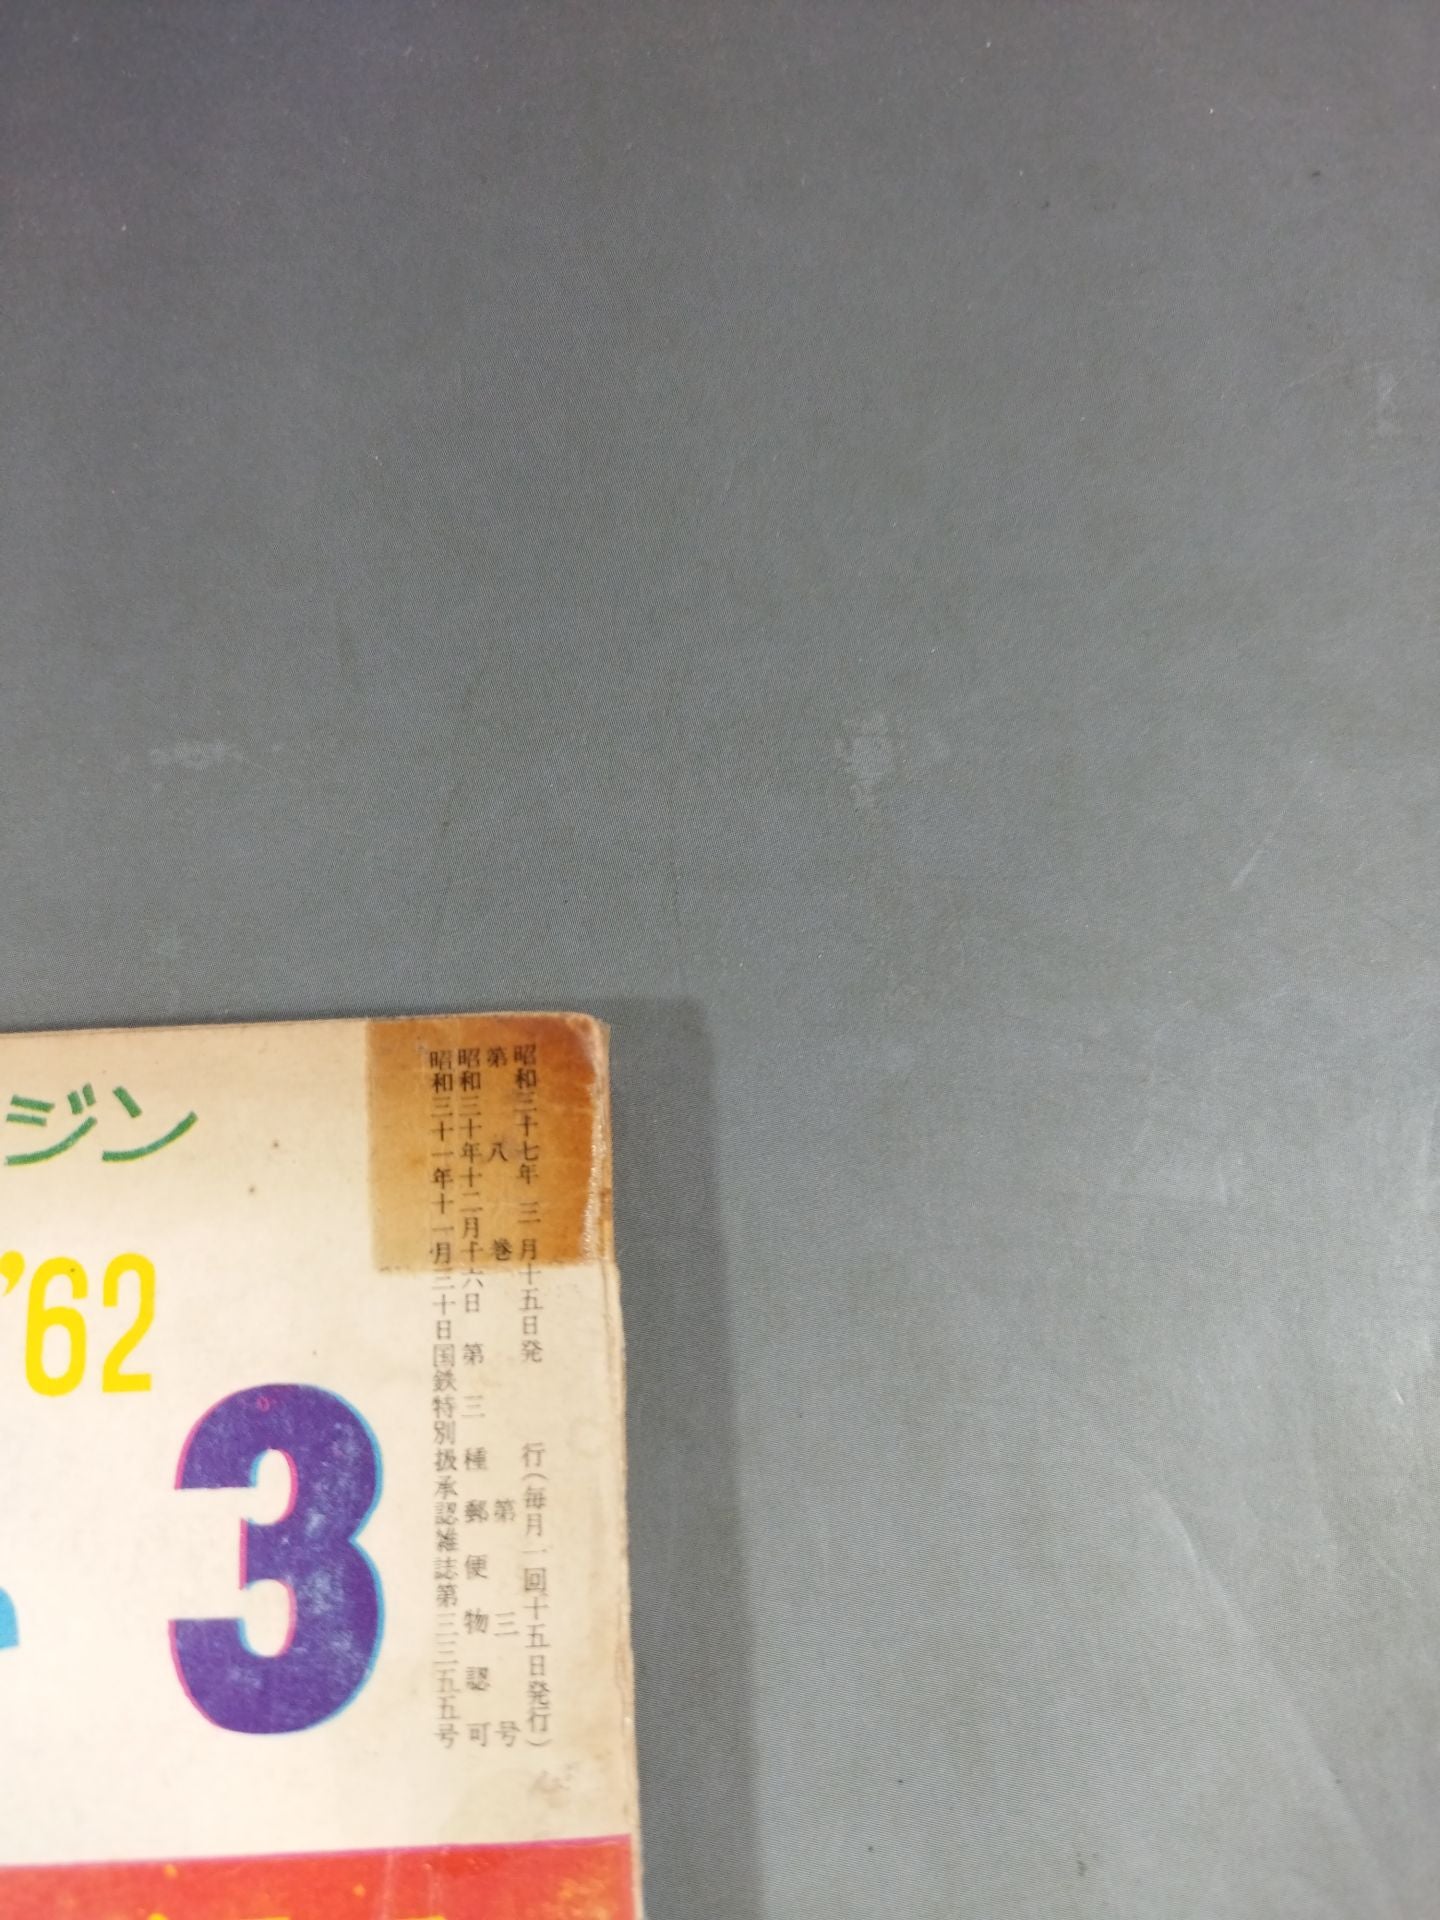 昭和三十七年三月十五日発行(毎月一回十五日発行)
第八巻第三号
昭和三十年十二月十六日第三種郵便物認可
昭和三十一年十一月三十日国鉄特別扱承認雑誌第三二五五号
ジン
'62
3